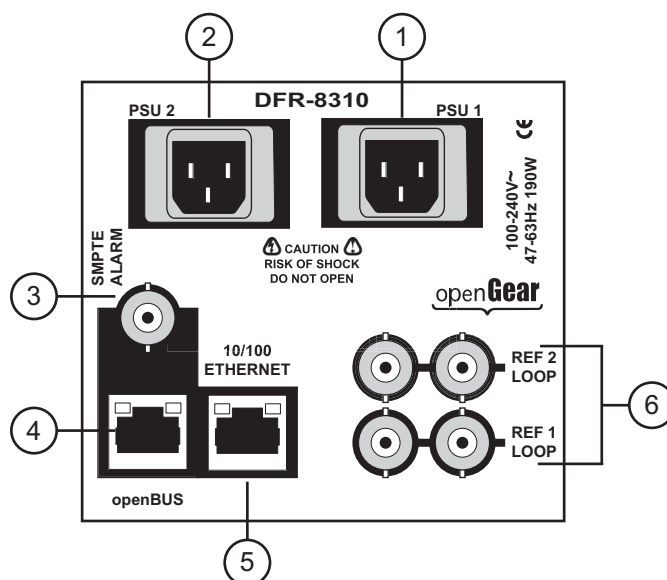 2
1
DFR-8310
PSU 2
PSU 1
CE
100-240V~
47-63Hz 190W
SMPTE
ALARM
CAUTION
RISK OF SHOCK
DO NOT OPEN
openGear
3
10/100
ETHERNET
REF 2
LOOP
6
REF 1
LOOP
4
openBUS
5